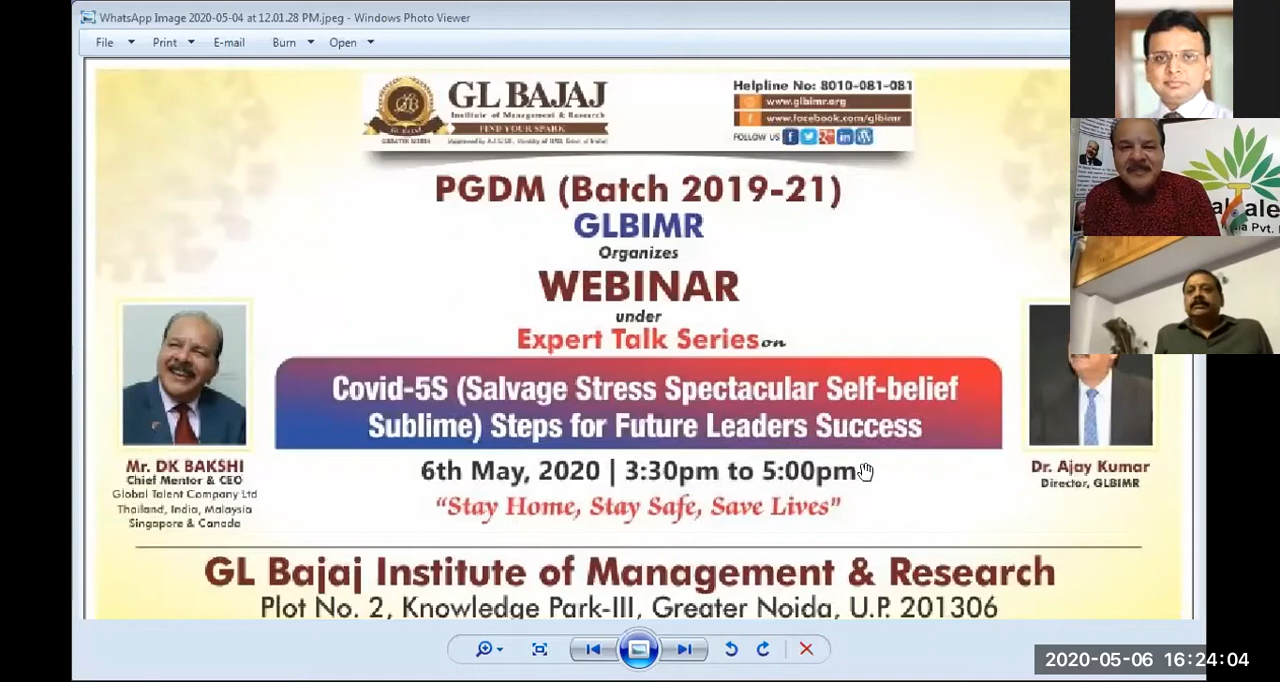 WhatsApp Image 2020-05-04 at 12.01.28 PM.jpeg - Windows Photo Viewer
File Print E-mail Burn Open
GL BAJAJ
Institute of Management & Research
FIND YOUR SPARK
GREATER NOIDA
Helpline No: 8010-081-081
www.glbimr.org
www.facebook.com/glbimr
FOLLOW US
PGDM (Batch 2019-21)
GLBIMR
Organizes
WEBINAR
under
Expert Talk Series on
Covid-5S (Salvage Stress Spectacular Self-belief
Sublime) Steps for Future Leaders Success
6th May, 2020 | 3:30pm to 5:00pm
"Stay Home, Stay Safe, Save Lives"
Mr. DK BAKSHI
Chief Mentor & CEO
Global Talent Company Ltd
Thailand, India, Malaysia
Singapore & Canada
Dr. Ajay Kumar
Director, GLBIMR
GL Bajaj Institute of Management & Research
Plot No. 2, Knowledge Park-III, Greater Noida, U.P. 201306
Pvt.
2020-05-06 16:24:04